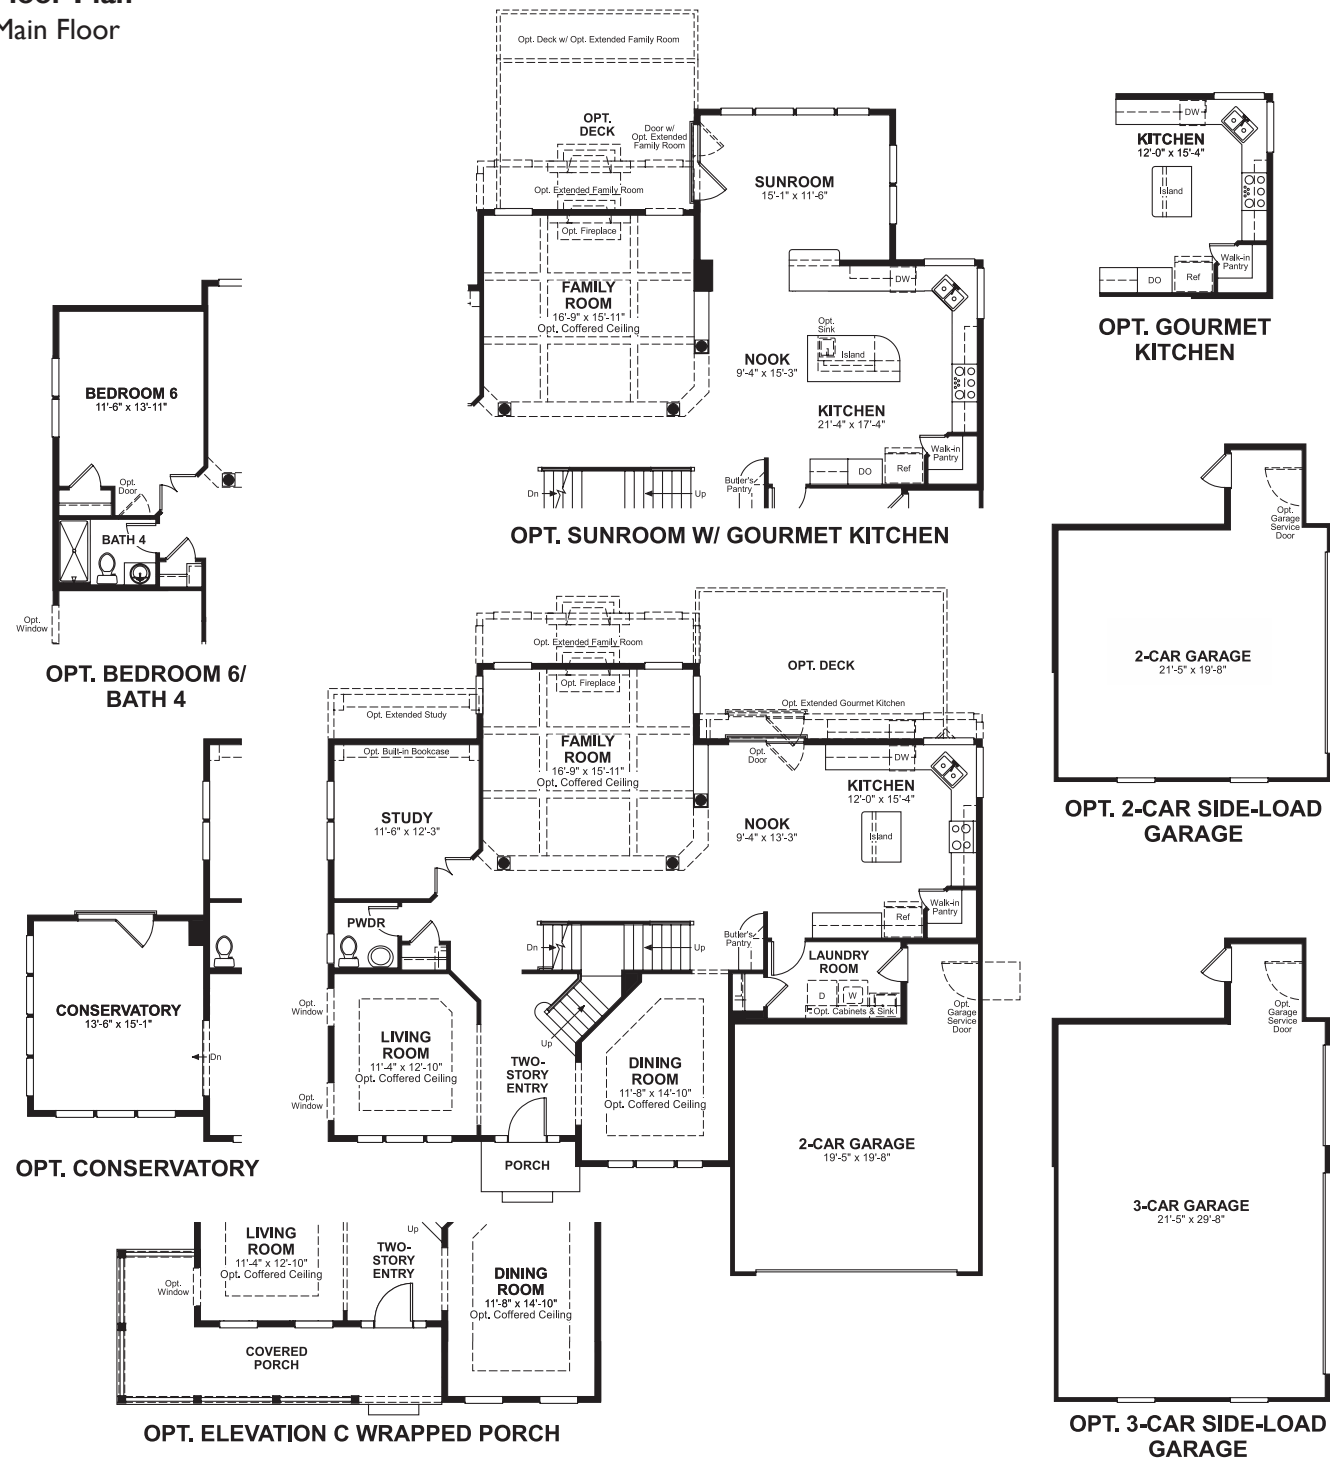 Main Floor
Opt. Deck w/ Opt. Extended Family Room
OPT.
DECK
Door w/
Opt. Extended
Family Room
Opt. Extended Family Room
Opt. Fireplace
SUNROOM
15'-1" x 11'-6"
FAMILY
ROOM
16'-9" x 15'-11"
Opt. Coffered Ceiling
DW
Opt.
Sink
Island
NOOK
9'-4" x 15'-3"
KITCHEN
21'-4" x 17'-4"
Walk-in
Pantry
DO
Ref
Butler's
Pantry
Dn
Up
OPT. SUNROOM W/ GOURMET KITCHEN
DW
KITCHEN
12'-0" x 15'-4"
Island
Walk-in
Pantry
DO
Ref
OPT. GOURMET
KITCHEN
BEDROOM 6
11'-6" x 13'-11"
Opt.
Door
BATH 4
Opt.
Window
OPT. BEDROOM 6/
BATH 4
Opt.
Garage
Service
Door
2-CAR GARAGE
21'-5" x 19'-8"
OPT. 2-CAR SIDE-LOAD
GARAGE
Opt. Extended Family Room
Opt. Fireplace
OPT. DECK
Opt. Extended Gourmet Kitchen
Opt. Extended Study
Opt. Built-in Bookcase
STUDY
11'-6" x 12'-3"
FAMILY
ROOM
16'-9" x 15'-11"
Opt. Coffered Ceiling
Opt.
Door
DW
KITCHEN
12'-0" x 15'-4"
NOOK
9'-4" x 13'-3"
Island
Walk-in
Pantry
Ref
PWDR
Dn
Up
Butler's
Pantry
LAUNDRY
ROOM
D
W
Opt. Cabinets & Sink
Opt.
Garage
Service
Door
Opt.
Window
LIVING
ROOM
11'-4" x 12'-10"
Opt. Coffered Ceiling
Opt.
Window
Up
TWO-
STORY
ENTRY
DINING
ROOM
11'-8" x 14'-10"
Opt. Coffered Ceiling
2-CAR GARAGE
19'-5" x 19'-8"
PORCH
CONSERVATORY
13'-6" x 15'-1"
Dn
OPT. CONSERVATORY
Opt.
Garage
Service
Door
3-CAR GARAGE
21'-5" x 29'-8"
OPT. 3-CAR SIDE-LOAD
GARAGE
Opt.
Window
LIVING
ROOM
11'-4" x 12'-10"
Opt. Coffered Ceiling
Up
TWO-
STORY
ENTRY
DINING
ROOM
11'-8" x 14'-10"
Opt. Coffered Ceiling
COVERED
PORCH
OPT. ELEVATION C WRAPPED PORCH